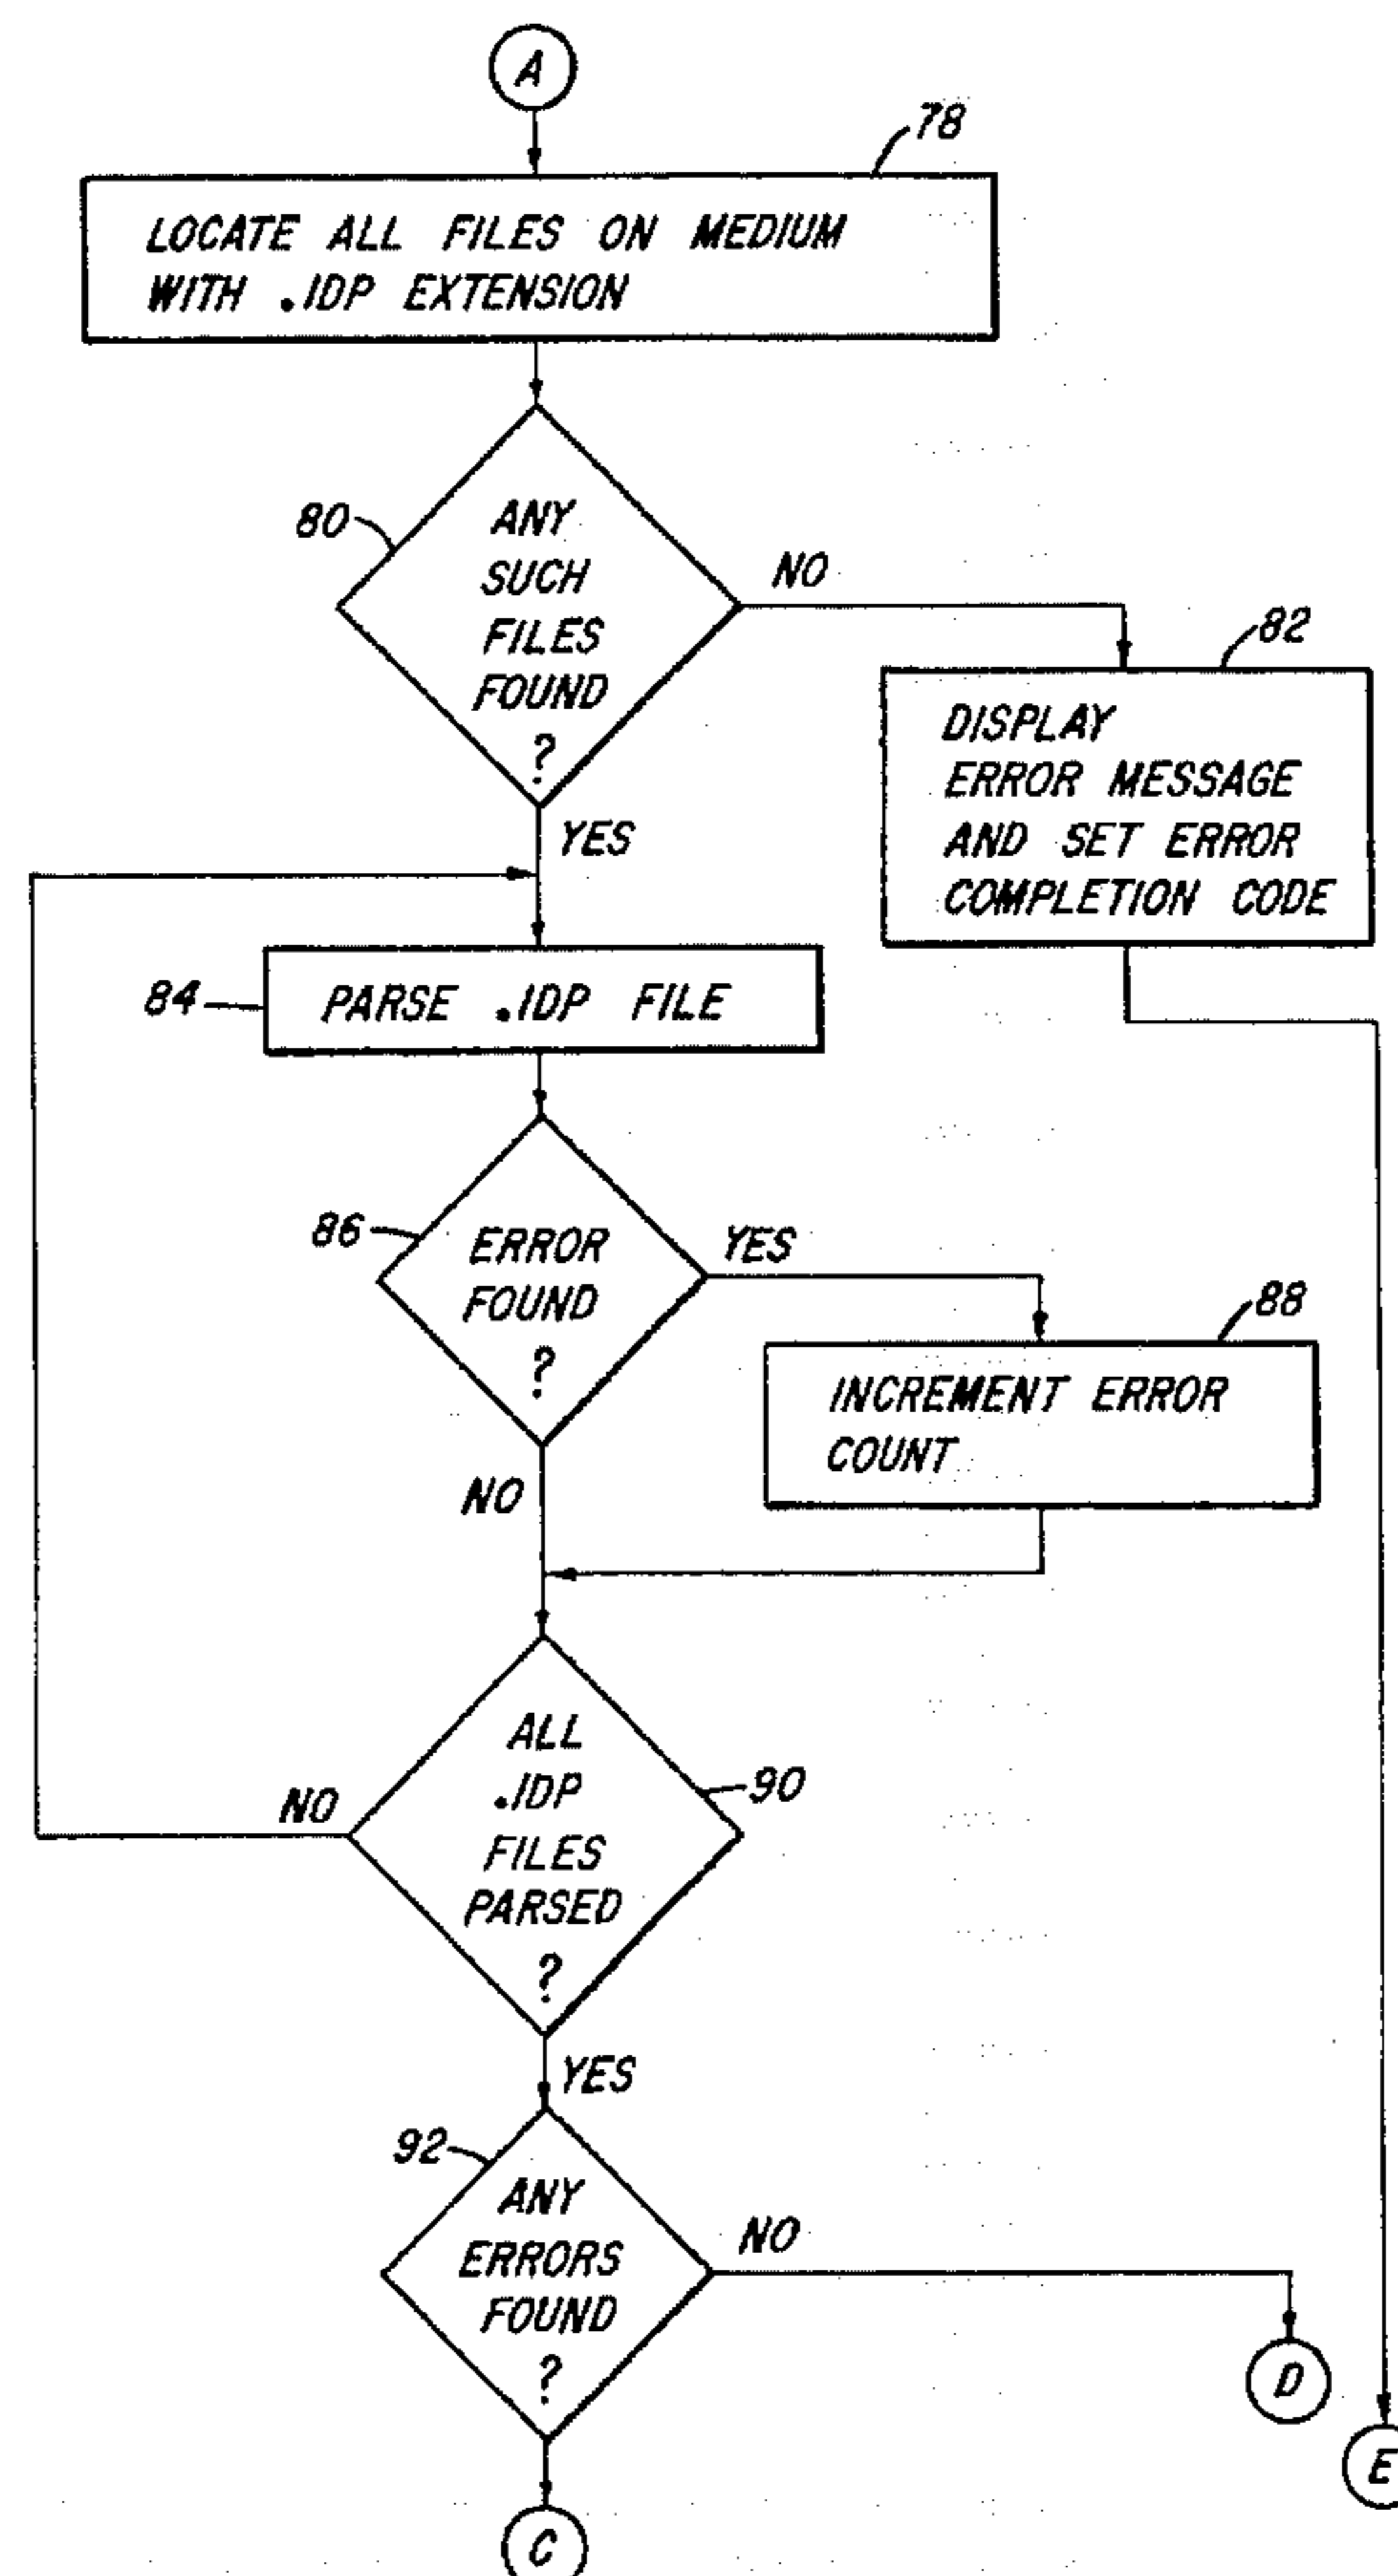 A
78
LOCATE ALL FILES ON MEDIUM
WITH .IDP EXTENSION
80
ANY
SUCH
FILES
FOUND
?
NO
82
DISPLAY
ERROR MESSAGE
AND SET ERROR
COMPLETION CODE
YES
84
PARSE .IDP FILE
86
ERROR
FOUND
?
YES
88
INCREMENT ERROR
COUNT
NO
ALL
.IDP
FILES
PARSED
?
90
NO
YES
92
ANY
ERRORS
FOUND
?
NO
D
E
C